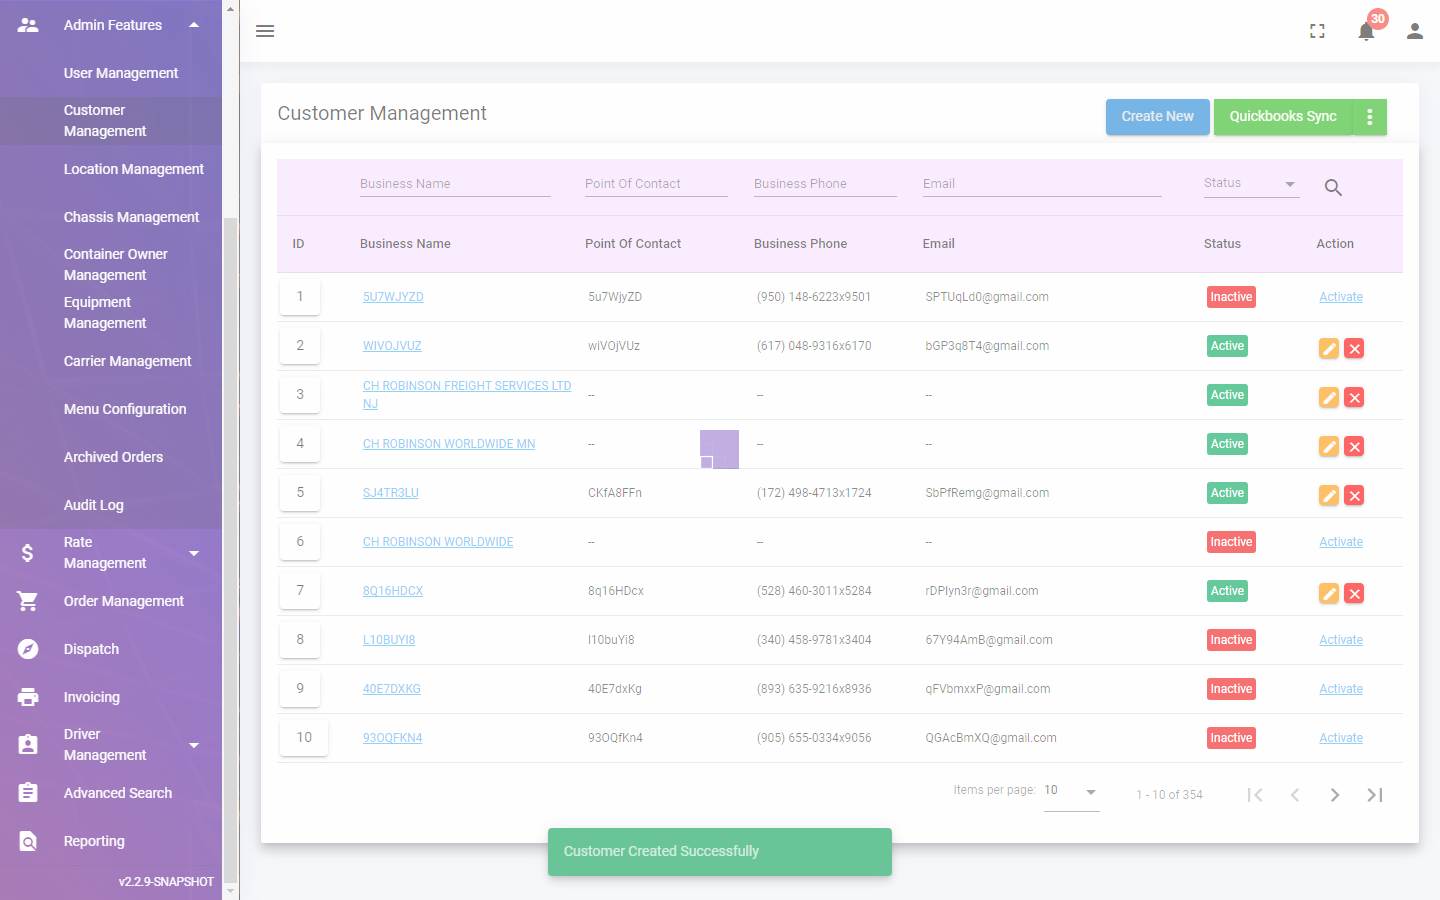 Admin Features
User Management
Customer
Management
Location Management
Chassis Management
Container Owner
Management
Equipment
Management
Carrier Management
Menu Configuration
Archived Orders
Audit Log
Rate
Management
Order Management
Dispatch
Invoicing
Driver
Management
Advanced Search
Reporting
v2.2.9-SNAPSHOT
30
Customer Management
Create New
Quickbooks Sync
Business Name Point Of Contact Business Phone Email Status
ID Business Name Point Of Contact Business Phone Email Status Action
1 5U7WJYZD 5u7WjyZD (950) 148-6223x9501 SPTUqLd0@gmail.com Inactive Activate
2 WIVOJVUZ wiVOjVUz (617) 048-9316x6170 bGP3q8T4@gmail.com Active
3 CH ROBINSON FREIGHT SERVICES LTD
NJ -- -- -- Active
4 CH ROBINSON WORLDWIDE MN -- -- -- Active
5 SJ4TR3LU CKfA8FFn (172) 498-4713x1724 SbPfRemg@gmail.com Active
6 CH ROBINSON WORLDWIDE -- -- -- Inactive Activate
7 8Q16HDCX 8q16HDcx (528) 460-3011x5284 rDPlyn3r@gmail.com Active
8 L10BUYI8 l10buYi8 (340) 458-9781x3404 67Y94AmB@gmail.com Inactive Activate
9 40E7DXKG 40E7dxKg (893) 635-9216x8936 qFVbmxxP@gmail.com Inactive Activate
10 93OQFKN4 93OQfKn4 (905) 655-0334x9056 QGAcBmXQ@gmail.com Inactive Activate
Items per page: 10 1 - 10 of 354
Customer Created Successfully